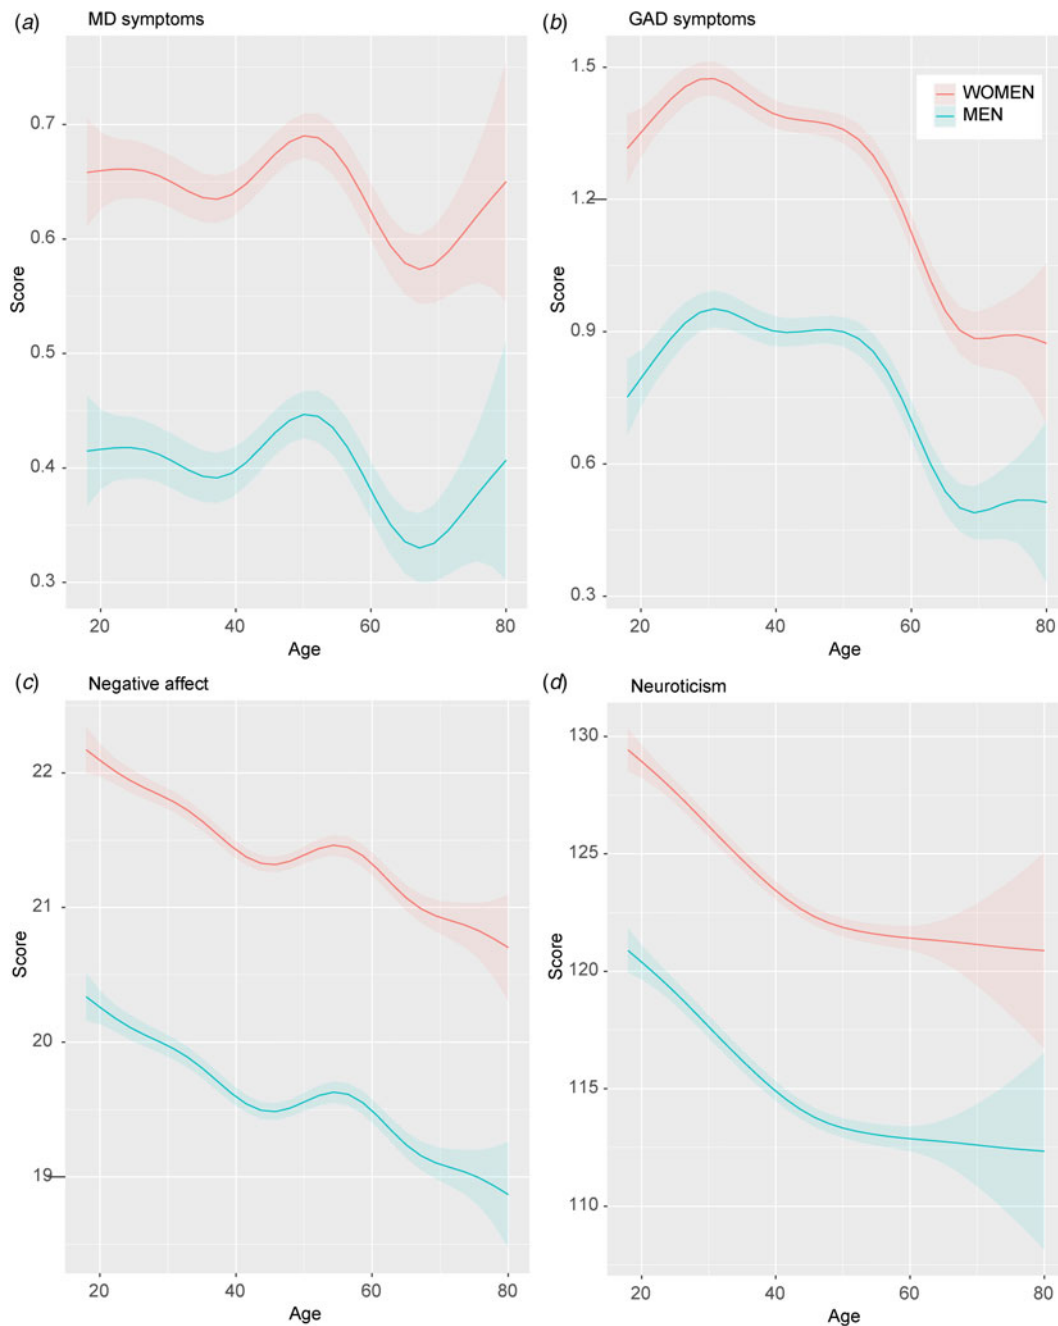 (a) MD symptoms
0.7
0.6
0.5
0.4
0.3
Score
20 40 60 80
Age
(b) GAD symptoms
WOMEN
MEN
1.5
1.2
0.9
0.6
0.3
Score
20 40 60 80
Age
(c) Negative affect
22
21
20
19
Score
20 40 60 80
Age
(d) Neuroticism
130
125
120
115
110
Score
20 40 60 80
Age